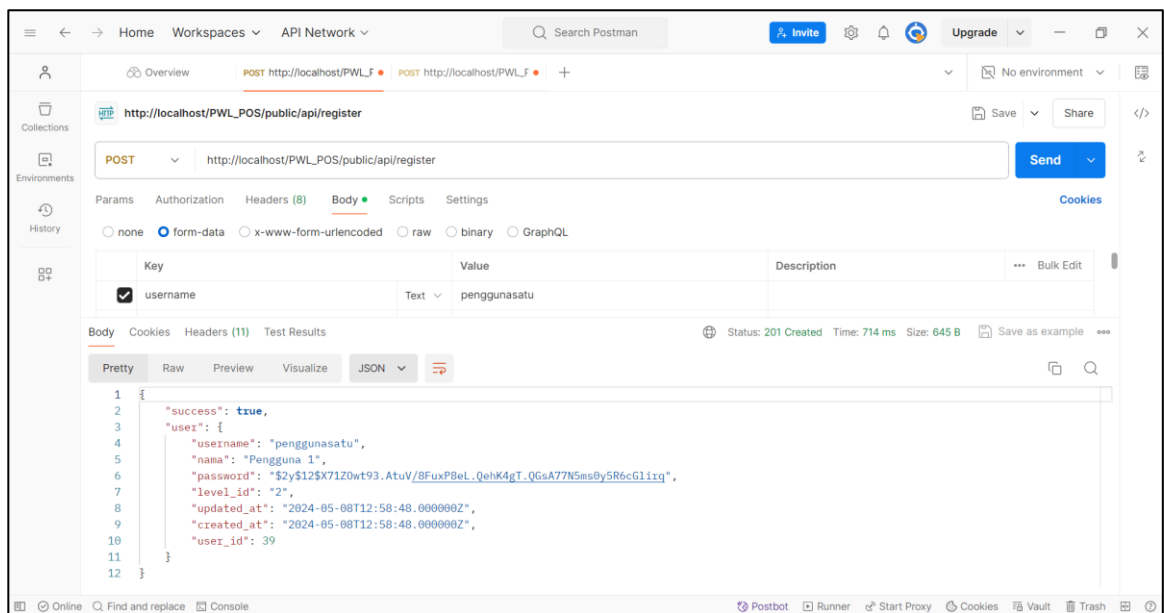 Home Workspaces API Network Search Postman Invite Upgrade
Overview POST http://localhost/PWL_F POST http://localhost/PWL_F No environment
HTTP http://localhost/PWL_POS/public/api/register Save Share
Collections
POST http://localhost/PWL_POS/public/api/register Send
Environments
Params Authorization Headers (8) Body Scripts Settings Cookies
History
none form-data x-www-form-urlencoded raw binary GraphQL
Key Value Description Bulk Edit
username Text penggunasatu
Body Cookies Headers (11) Test Results Status: 201 Created Time: 714 ms Size: 645 B Save as example
Pretty Raw Preview Visualize JSON
1 {
2 "success": true,
3 "user": {
4 "username": "penggunasatu",
5 "nama": "Pengguna 1",
6 "password": "$2y$12$X71ZOwt93.AtuV/8FuxP8eL.QehK4gT.QGsA77N5ms0y5R6cGlirq",
7 "level_id": "2",
8 "updated_at": "2024-05-08T12:58:48.000000Z",
9 "created_at": "2024-05-08T12:58:48.000000Z",
10 "user_id": 39
11 }
12 }
Online Find and replace Console Postbot Runner Start Proxy Cookies Vault Trash